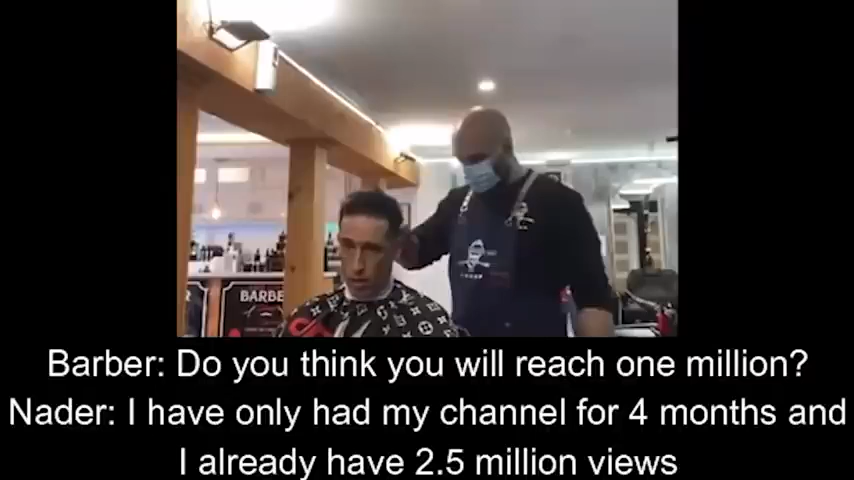 BARBE
Barber: Do you think you will reach one million?
Nader: I have only had my channel for 4 months and
I already have 2.5 million views